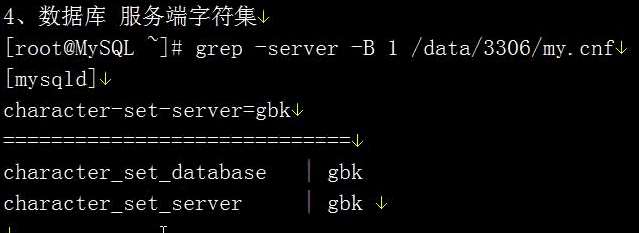 4、数据库 服务端字符集↓
[root@MySQL ~]# grep -server -B 1 /data/3306/my.cnf↓
[mysqld]↓
character-set-server=gbk↓
=============================↓
character_set_database | gbk
character_set_server | gbk ↓
↓